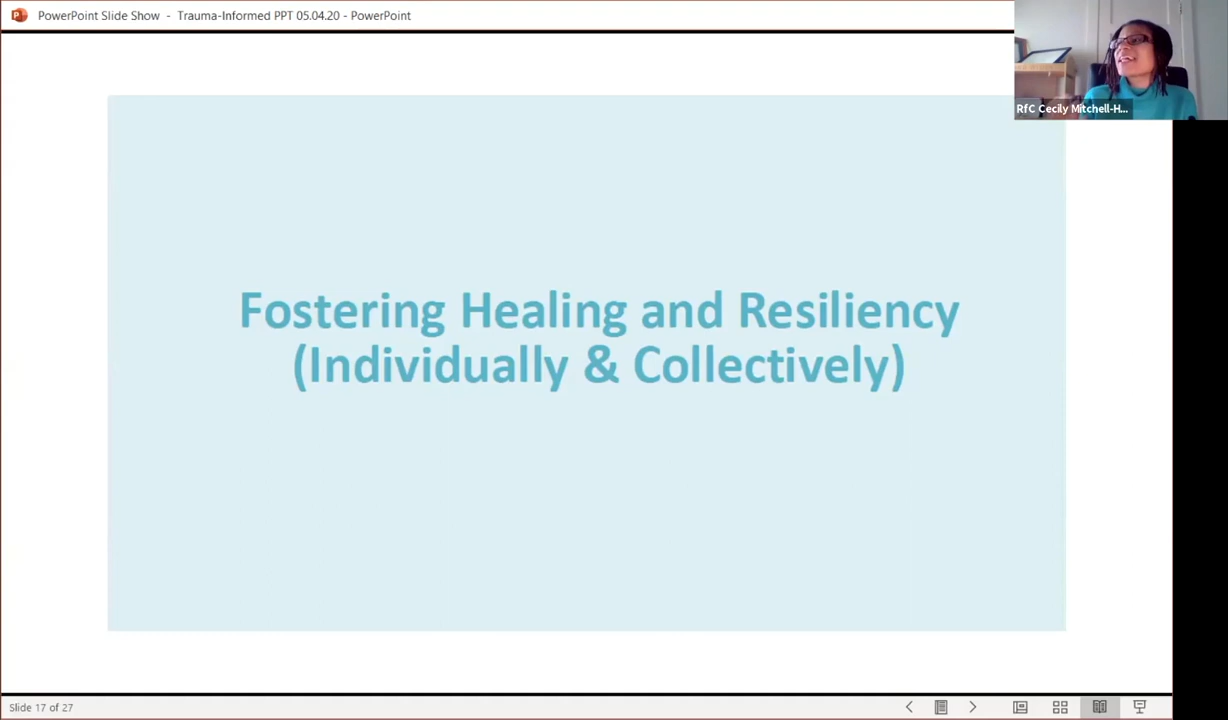 PowerPoint Slide Show - Trauma-Informed PPT 05.04.20 - PowerPoint
RfC Cecily Mitchell-H...
Fostering Healing and Resiliency
(Individually & Collectively)
Slide 17 of 27